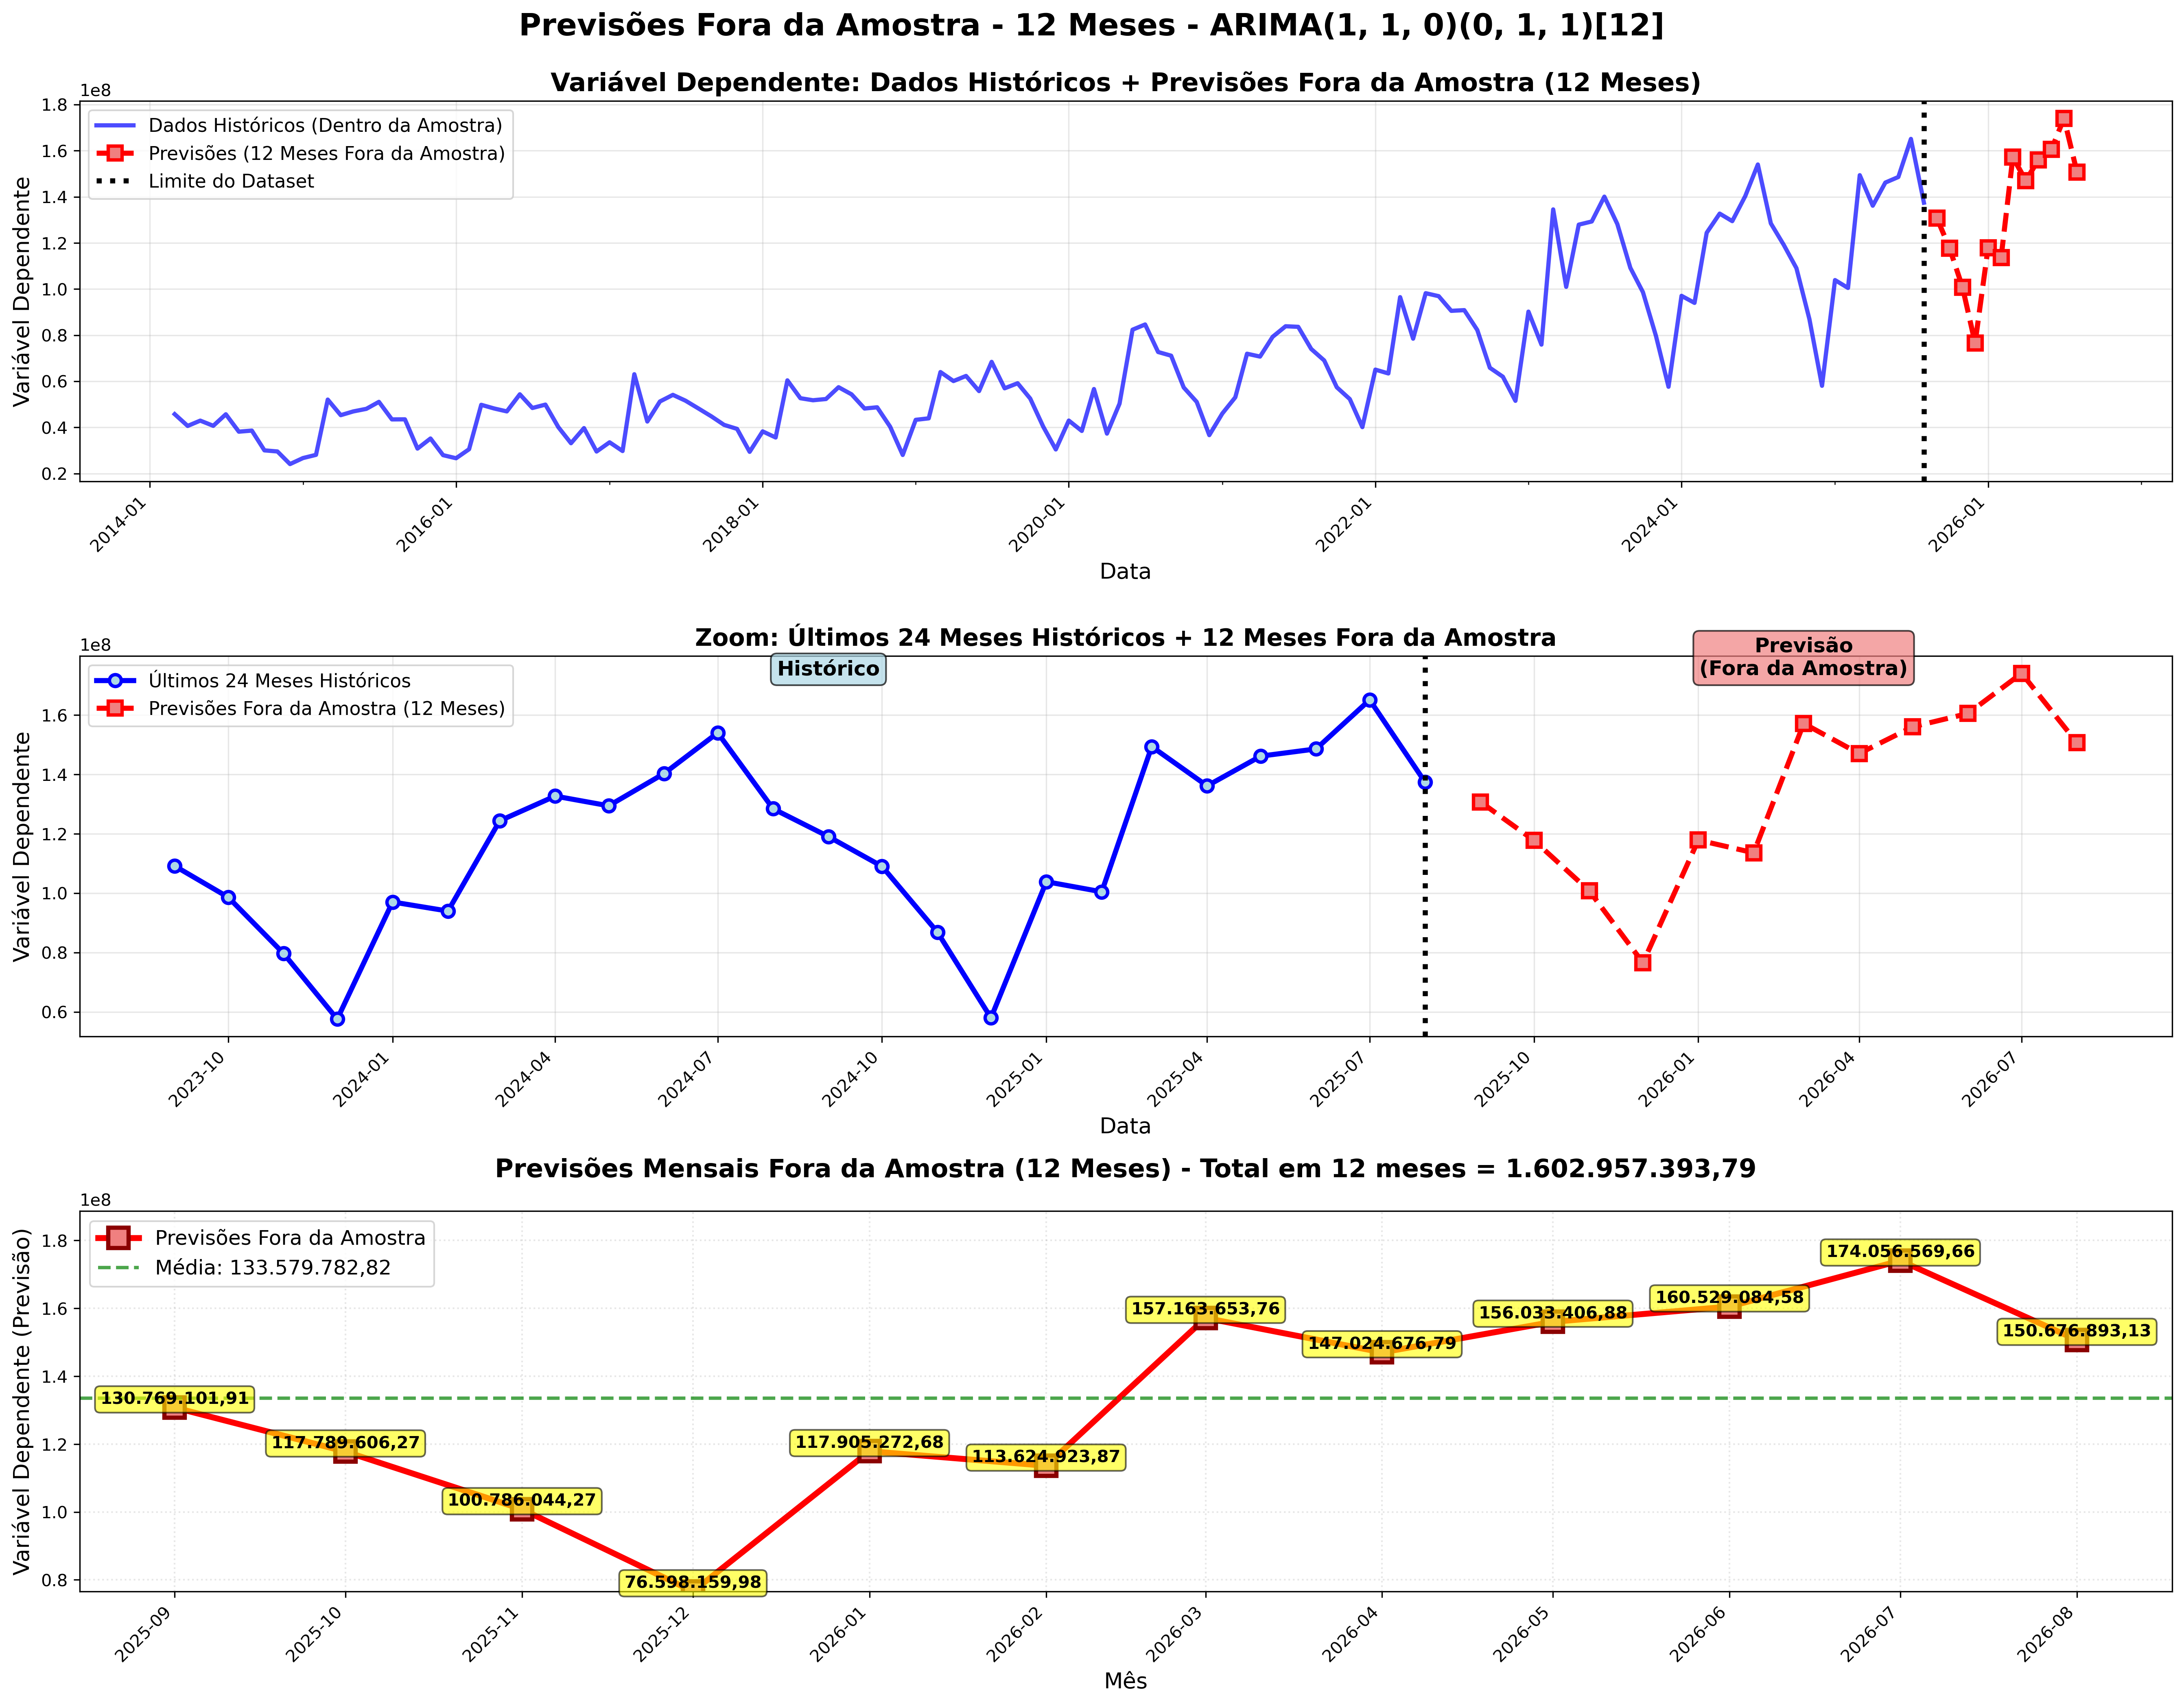 Previsões Fora da Amostra - 12 Meses - ARIMA(1, 1, 0)(0, 1, 1)[12]
Variável Dependente: Dados Históricos + Previsões Fora da Amostra (12 Meses)
1e8
Dados Históricos (Dentro da Amostra)
Previsões (12 Meses Fora da Amostra)
Limite do Dataset
Variável Dependente
1.8
1.6
1.4
1.2
1.0
0.8
0.6
0.4
0.2
2014-01
2016-01
2018-01
2020-01
2022-01
2024-01
2026-01
Data
Zoom: Últimos 24 Meses Históricos + 12 Meses Fora da Amostra
1e8
Histórico
Previsão
(Fora da Amostra)
Últimos 24 Meses Históricos
Previsões Fora da Amostra (12 Meses)
Variável Dependente
1.6
1.4
1.2
1.0
0.8
0.6
2023-10
2024-01
2024-04
2024-07
2024-10
2025-01
2025-04
2025-07
2025-10
2026-01
2026-04
2026-07
Data
Previsões Mensais Fora da Amostra (12 Meses) - Total em 12 meses = 1.602.957.393,79
1e8
Previsões Fora da Amostra
Média: 133.579.782,82
Variável Dependente (Previsão)
1.8
1.6
1.4
1.2
1.0
0.8
130.769.101,91
117.789.606,27
100.786.044,27
76.598.159,98
117.905.272,68
113.624.923,87
157.163.653,76
147.024.676,79
156.033.406,88
160.529.084,58
174.056.569,66
150.676.893,13
2025-09
2025-10
2025-11
2025-12
2026-01
2026-02
2026-03
2026-04
2026-05
2026-06
2026-07
2026-08
Mês